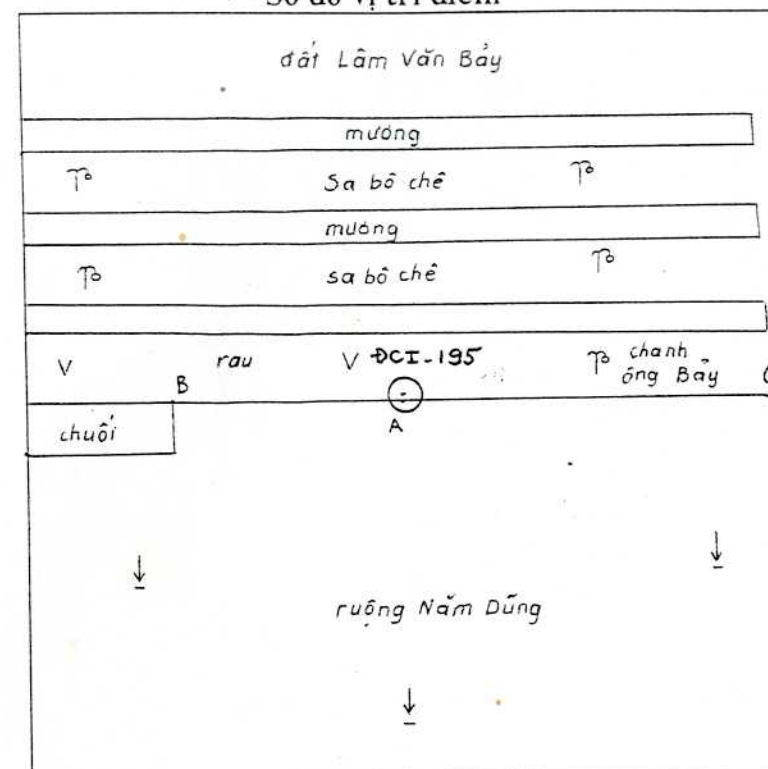 Sơ đồ vị trí điểm
đất Lâm Văn Bảy
mương
Sa bô chê
mương
sa bô chê
V rau V ĐCI-195 chanh
ông Bảy
B C
A
chuối
ruộng Năm Dũng